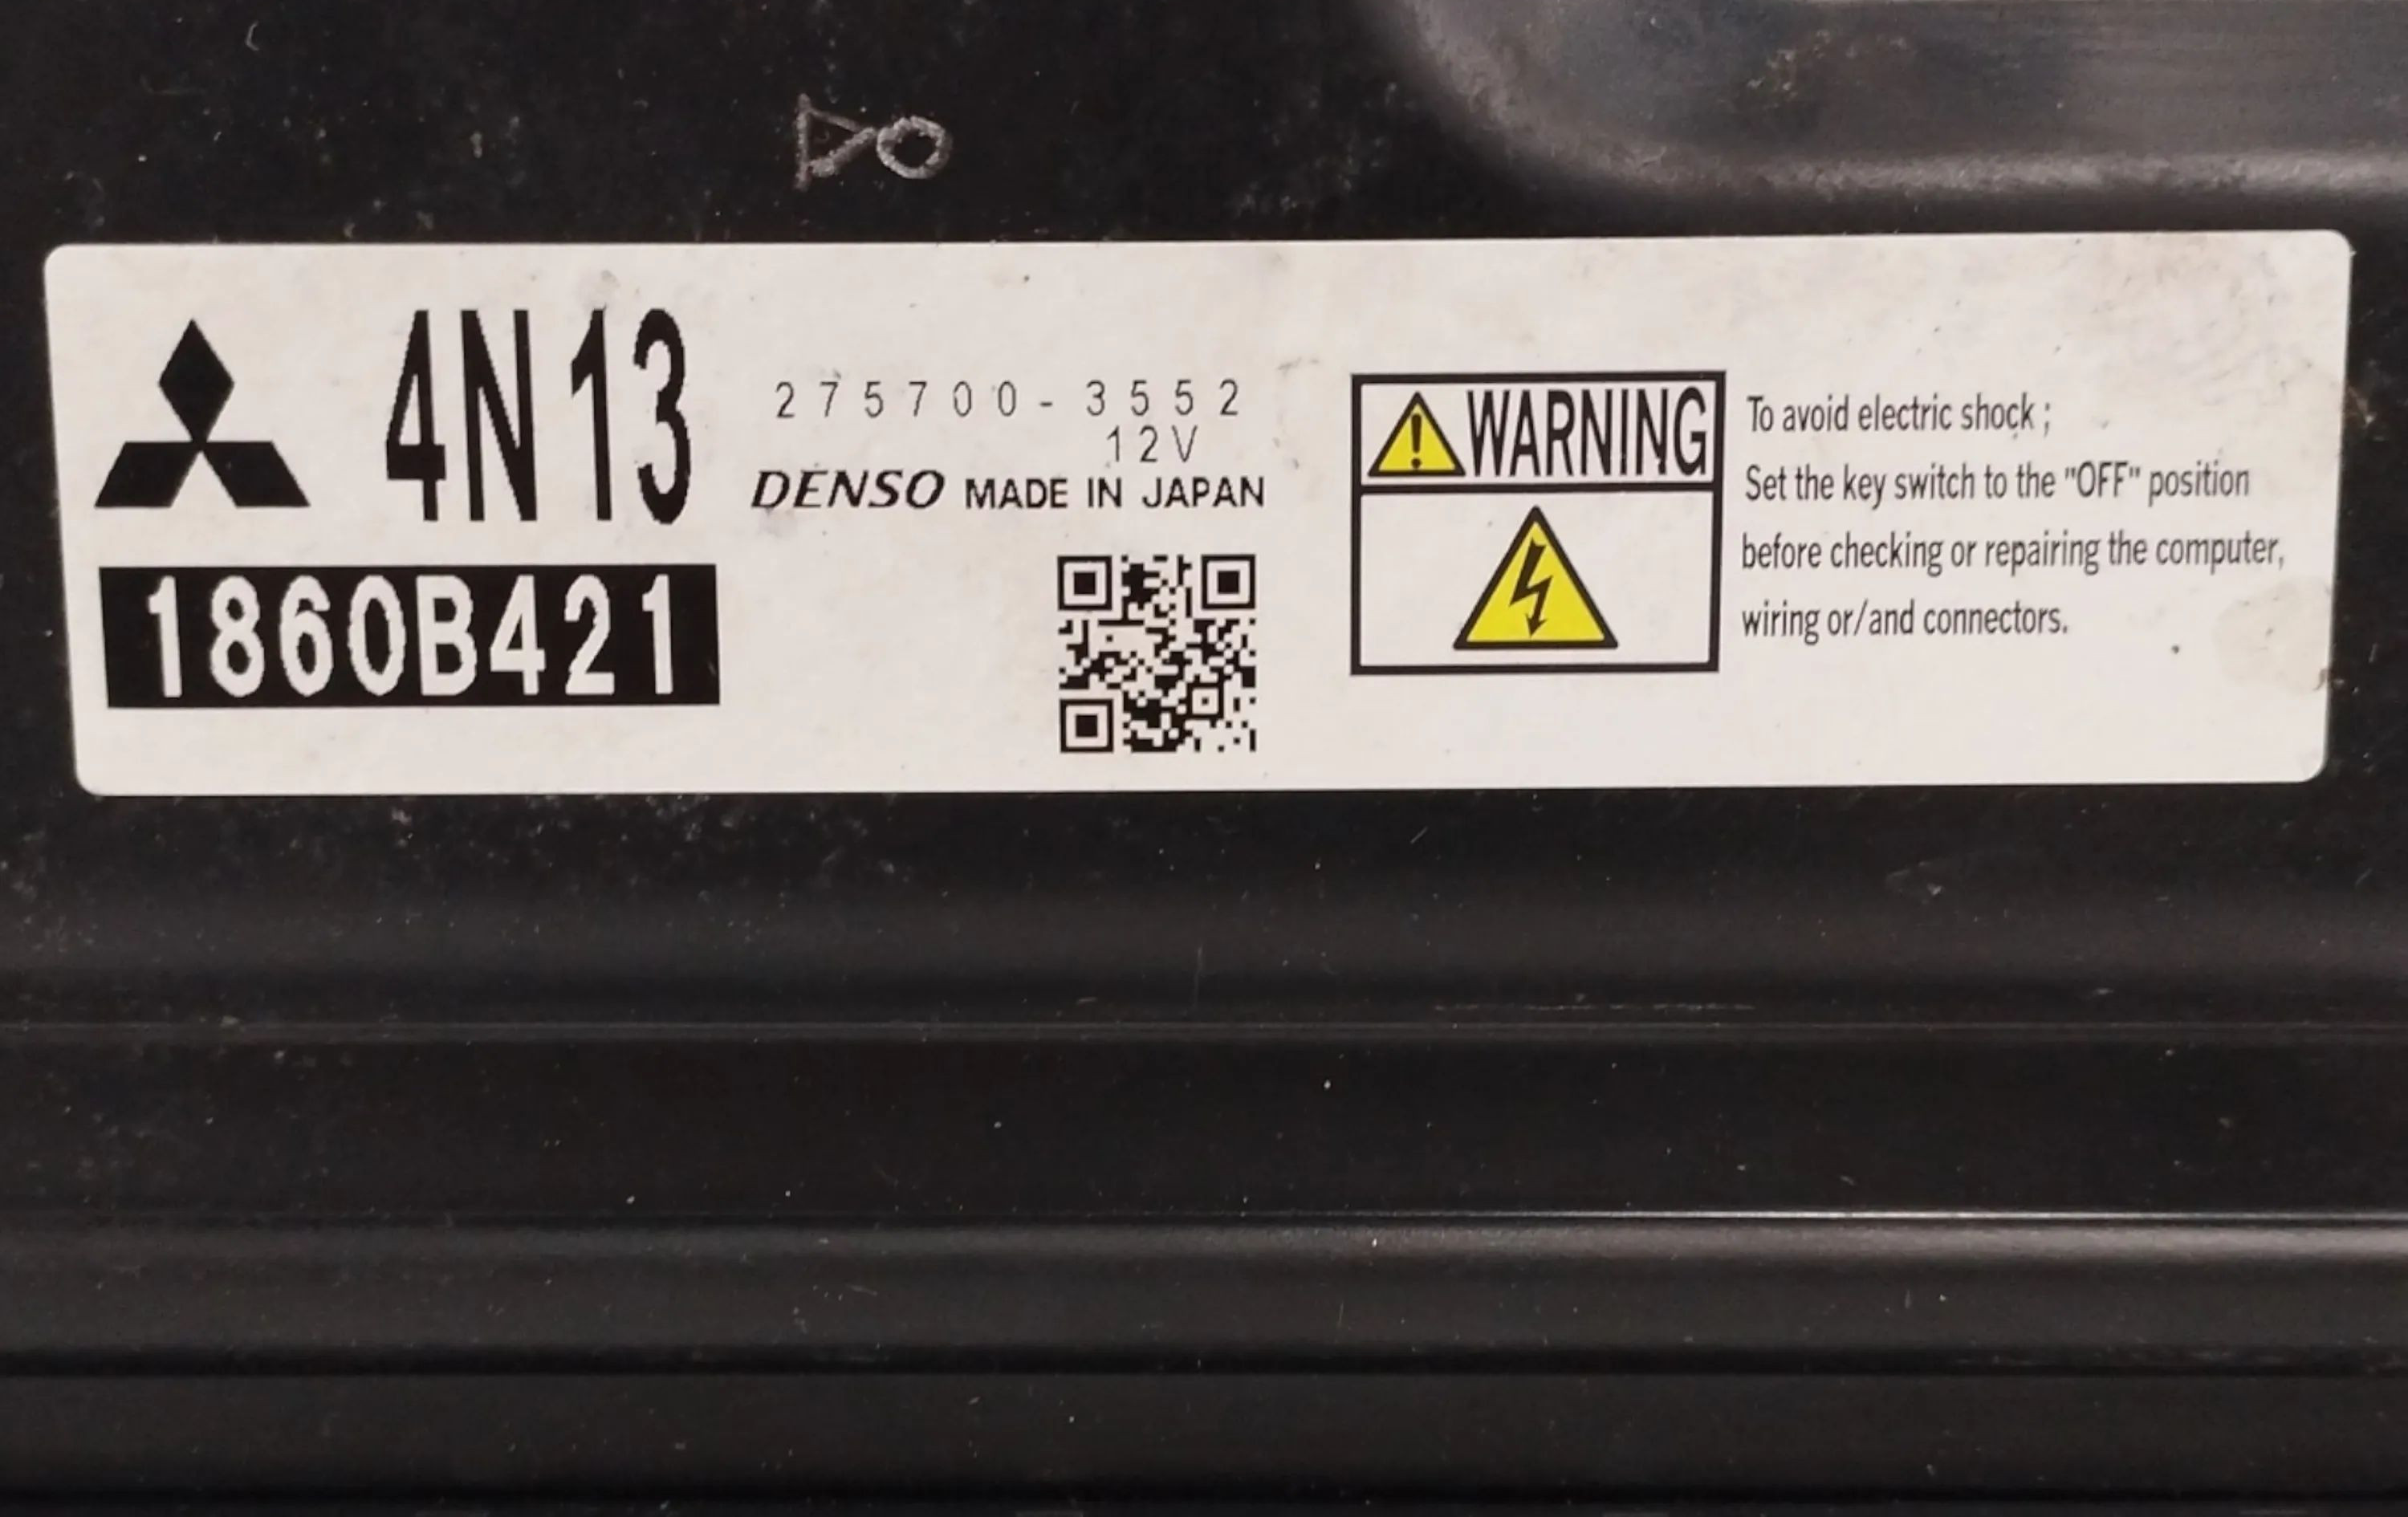 4N13
275700-3552
12V
DENSO MADE IN JAPAN
1860B421
WARNING
To avoid electric shock ;
Set the key switch to the "OFF" position
before checking or repairing the computer,
wiring or/and connectors.